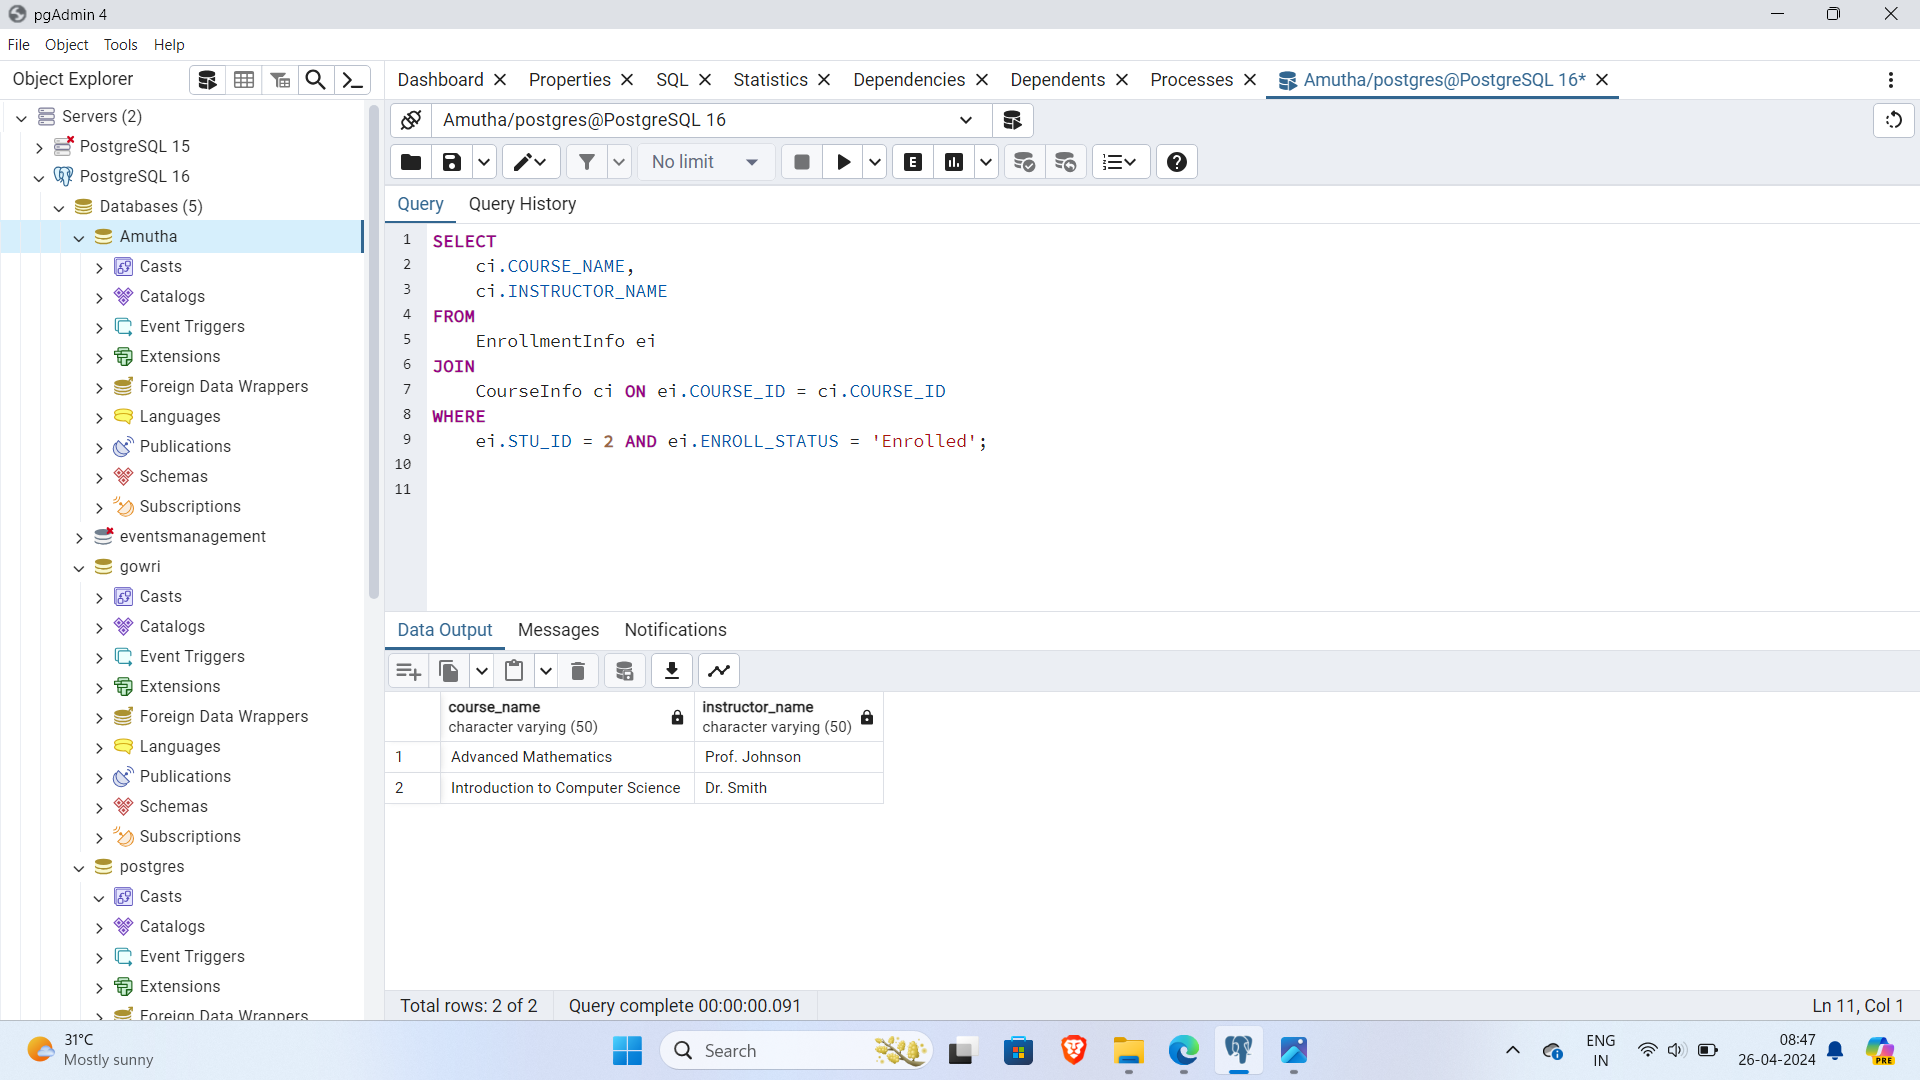 pgAdmin 4
File Object Tools Help
Object Explorer
Dashboard Properties SQL Statistics Dependencies Dependents Processes Amutha/postgres@PostgreSQL 16*
Servers (2)
PostgreSQL 15
PostgreSQL 16
Databases (5)
Amutha
Casts
Catalogs
Event Triggers
Extensions
Foreign Data Wrappers
Languages
Publications
Schemas
Subscriptions
eventsmanagement
gowri
Casts
Catalogs
Event Triggers
Extensions
Foreign Data Wrappers
Languages
Publications
Schemas
Subscriptions
postgres
Casts
Catalogs
Event Triggers
Extensions
Foreign Data Wrappers
Amutha/postgres@PostgreSQL 16
No limit
E
Query Query History
1 SELECT
2 ci.COURSE_NAME,
3 ci.INSTRUCTOR_NAME
4 FROM
5 EnrollmentInfo ei
6 JOIN
7 CourseInfo ci ON ei.COURSE_ID = ci.COURSE_ID
8 WHERE
9 ei.STU_ID = 2 AND ei.ENROLL_STATUS = 'Enrolled';
10
11
Data Output Messages Notifications
course_name instructor_name
character varying (50) character varying (50)
1 Advanced Mathematics Prof. Johnson
2 Introduction to Computer Science Dr. Smith
Total rows: 2 of 2 Query complete 00:00:00.091 Ln 11, Col 1
31°C
Mostly sunny
Search
ENG
IN
08:47
26-04-2024
PRE